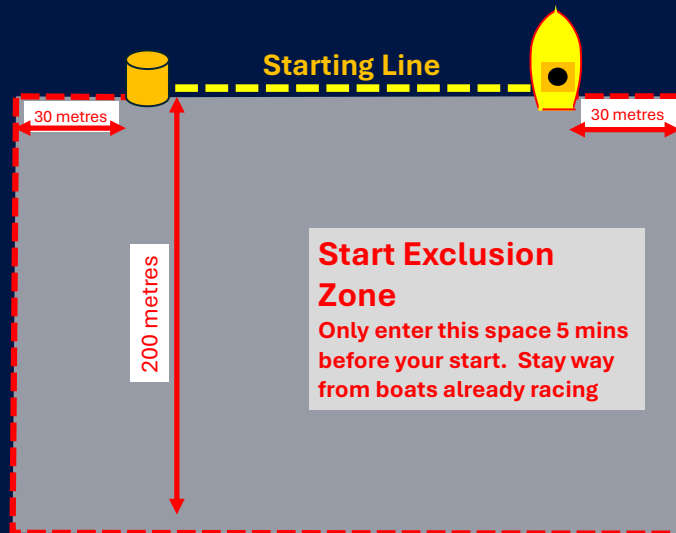 Starting Line
30 metres
30 metres
200 metres
Start Exclusion
Zone
Only enter this space 5 mins
before your start.  Stay way
from boats already racing